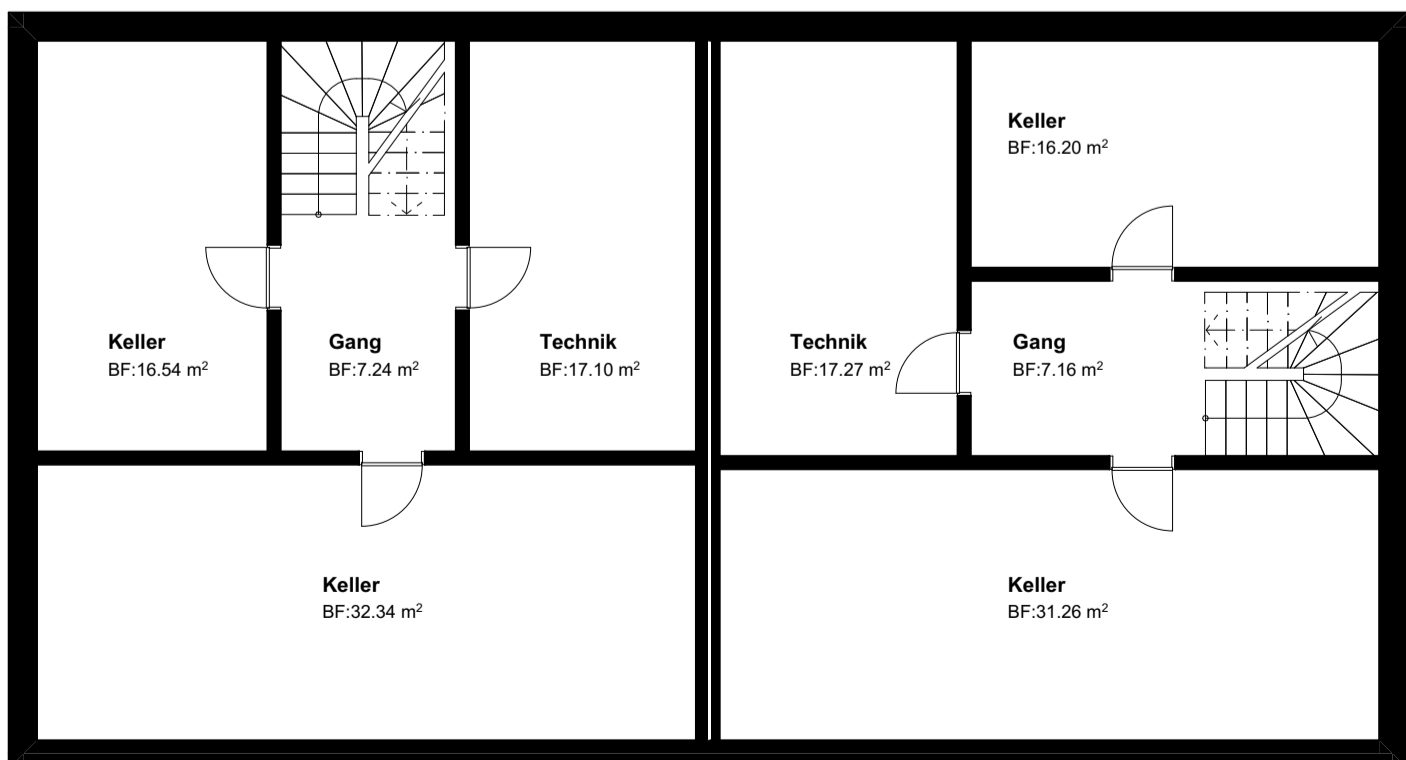 Keller
BF:16.20 m²
Keller
BF:16.54 m²
Gang
BF:7.24 m²
Technik
BF:17.10 m²
Technik
BF:17.27 m²
Gang
BF:7.16 m²
Keller
BF:32.34 m²
Keller
BF:31.26 m²